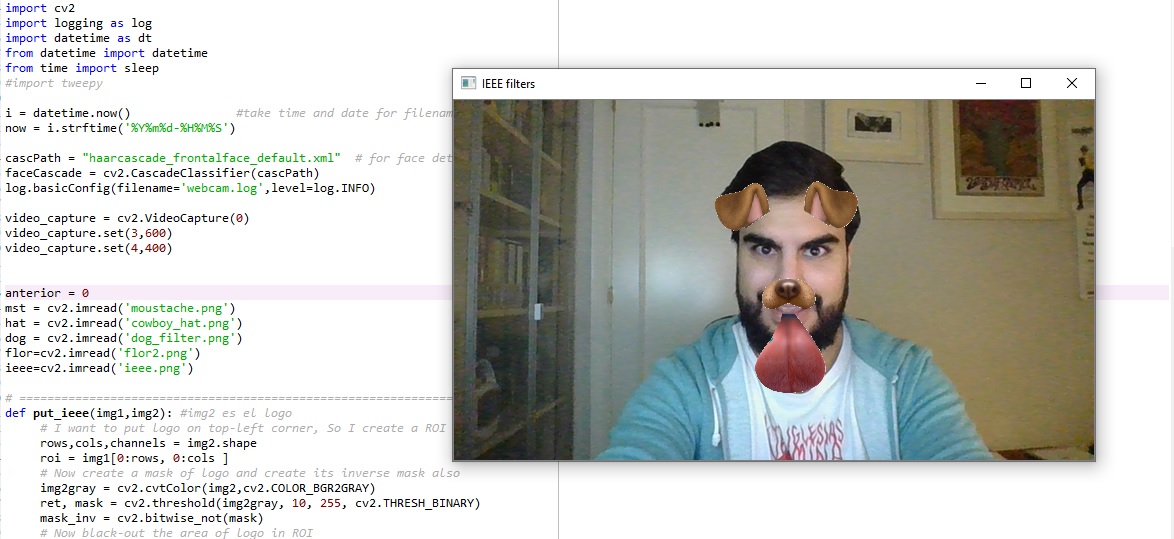 import cv2
import logging as log
import datetime as dt
from datetime import datetime
from time import sleep
#import tweepy
i = datetime.now() #take time and date for filenam
now = i.strftime('%Y%m%d-%H%M%S')
cascPath = "haarcascade_frontalface_default.xml" # for face det
faceCascade = cv2.CascadeClassifier(cascPath)
log.basicConfig(filename='webcam.log',level=log.INFO)
video_capture = cv2.VideoCapture(0)
video_capture.set(3,600)
video_capture.set(4,400)
anterior = 0
mst = cv2.imread('moustache.png')
hat = cv2.imread('cowboy_hat.png')
dog = cv2.imread('dog_filter.png')
flor=cv2.imread('flor2.png')
ieee=cv2.imread('ieee.png')
# ================================================================
def put_ieee(img1,img2): #img2 es el logo
# I want to put logo on top-left corner, So I create a ROI
rows,cols,channels = img2.shape
roi = img1[0:rows, 0:cols ]
# Now create a mask of logo and create its inverse mask also
img2gray = cv2.cvtColor(img2,cv2.COLOR_BGR2GRAY)
ret, mask = cv2.threshold(img2gray, 10, 255, cv2.THRESH_BINARY)
mask_inv = cv2.bitwise_not(mask)
# Now black-out the area of logo in ROI
IEEE filters